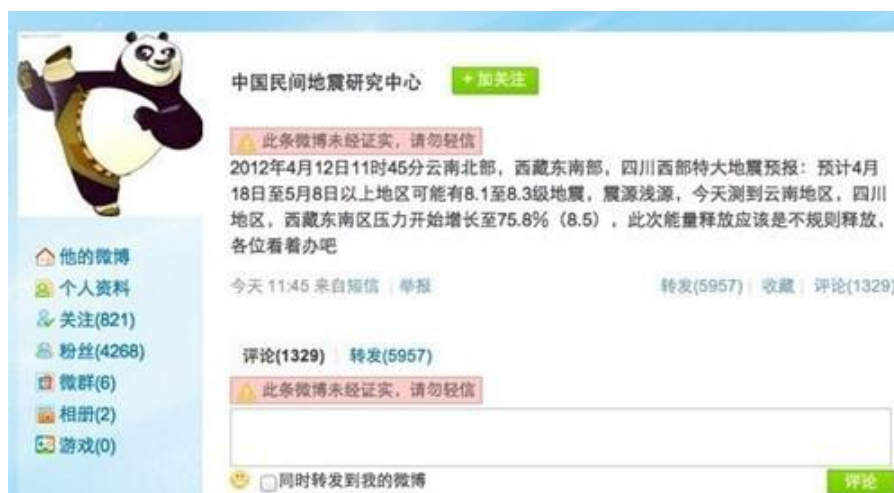 中国民间地震研究中心
+加关注
此条微博未经证实，请勿轻信
2012年4月12日11时45分云南北部，西藏东南部，四川西部特大地震预报：预计4月
18日至5月8日以上地区可能有8.1至8.3级地震，震源浅源，今天测到云南地区，四川
地区，西藏东南区压力开始增长至75.8%（8.5），此次能量释放应该是不规则释放，
各位看着办吧
今天 11:45 来自短信 | 举报 转发(5957) | 收藏 | 评论(1329)
他的微博
个人资料
关注(821)
粉丝(4268)
微群(6)
相册(2)
游戏(0)
评论(1329) 转发(5957)
此条微博未经证实，请勿轻信
同时转发到我的微博 评论